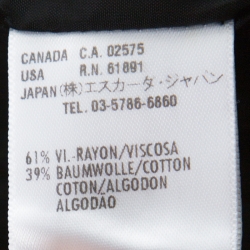 CANADA C.A. 02575
USA R.N. 61891
JAPAN (株)エスカーダ・ジャパン
TEL. 03-5786-6860
61% VI.-RAYON/VISCOSA
39% BAUMWOLLE/COTTON
COTON/ALGODON
ALGODAO